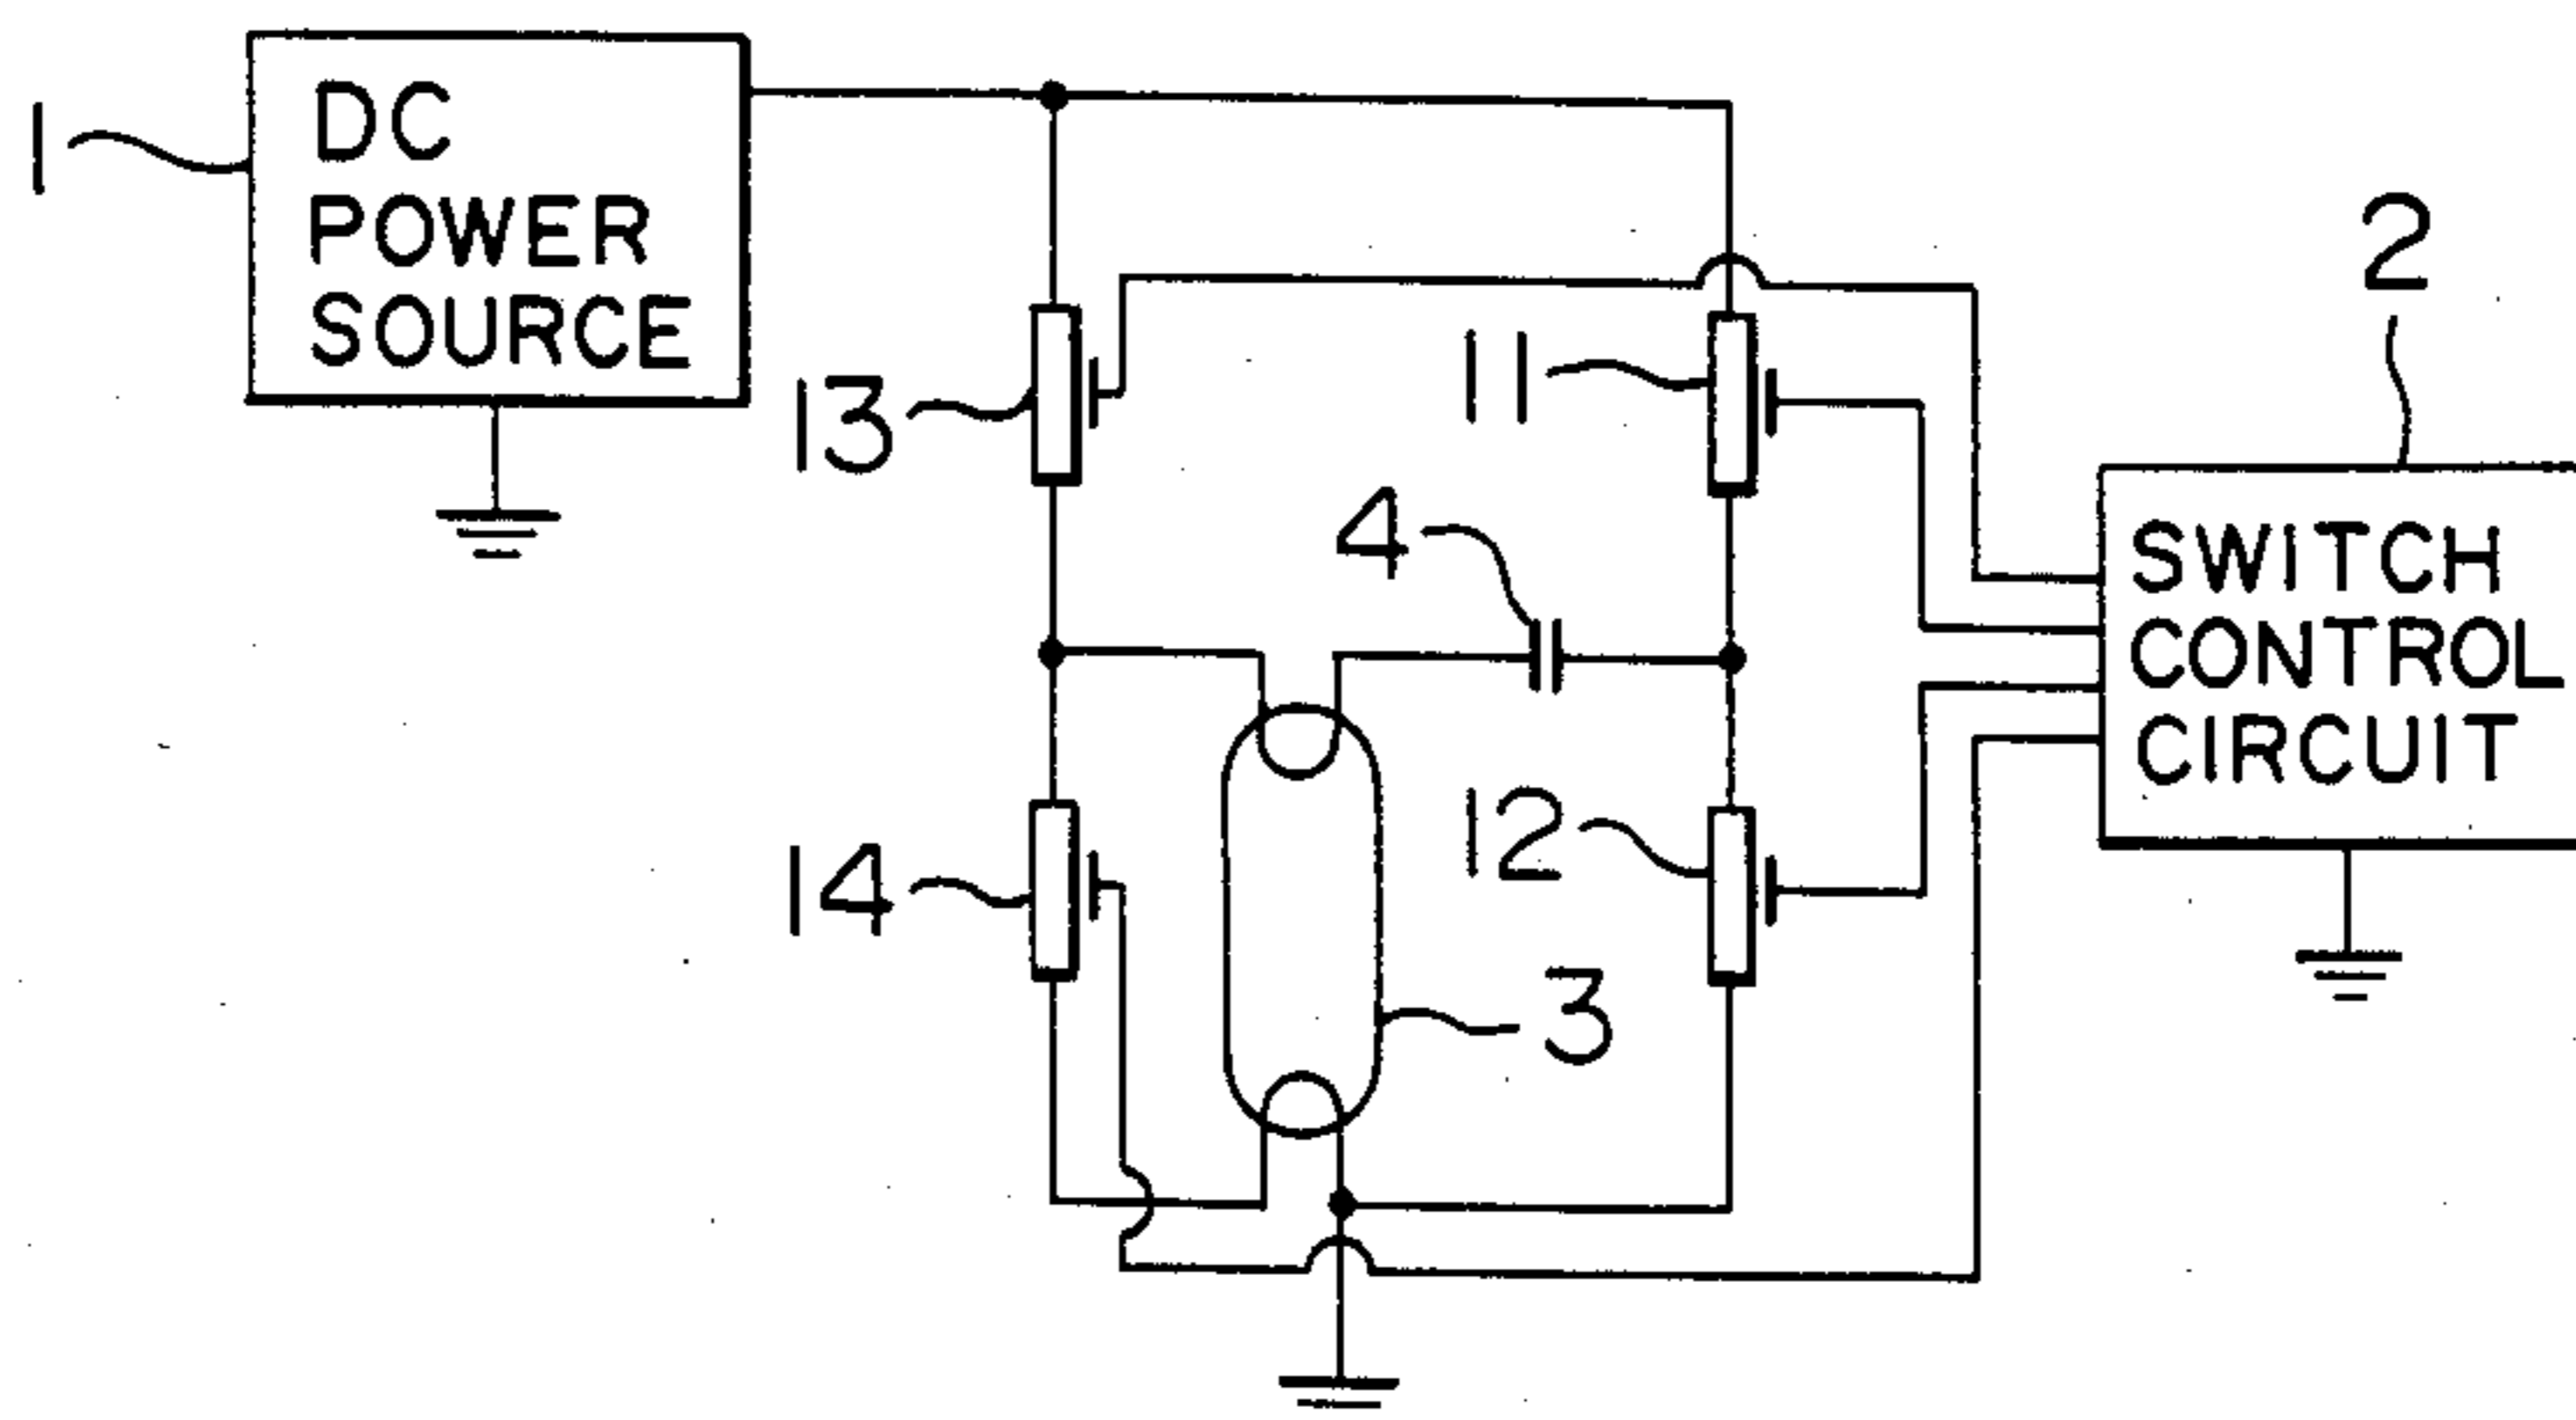 1
DC
POWER
SOURCE
2
13
11
4
SWITCH
CONTROL
CIRCUIT
14
12
3